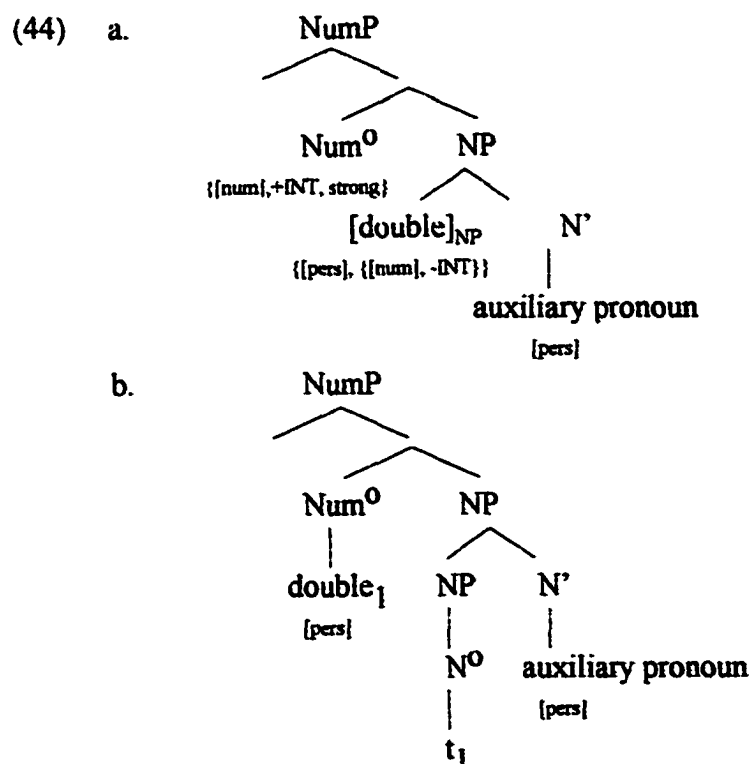 (44) a. NumP
Num⁰ NP
{[num],+INT, strong}
[double]NP N'
{[pers], {[num], -INT}}
auxiliary pronoun
[pers]
b. NumP
Num⁰ NP
double₁ NP N'
[pers]
N⁰ auxiliary pronoun
[pers]
t₁